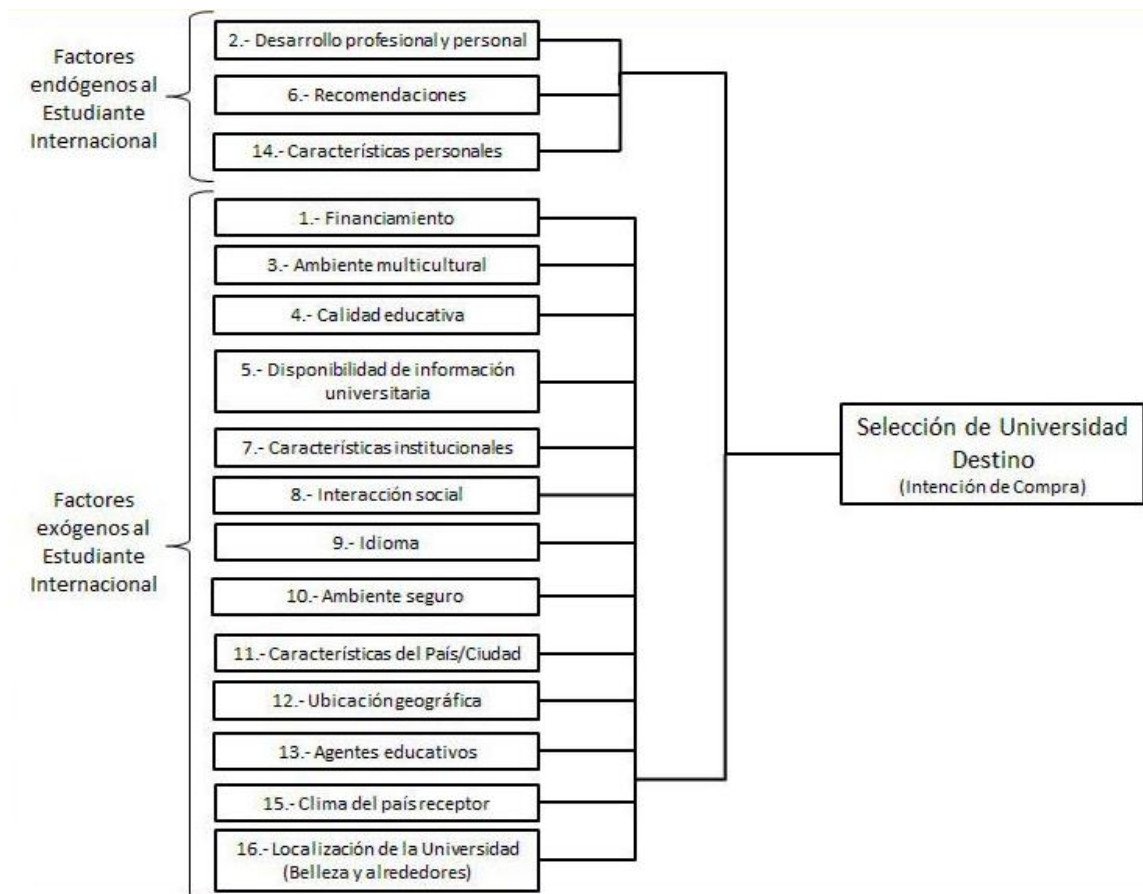 Factores
endógenos al
Estudiante
Internacional
2.- Desarrollo profesional y personal
6.- Recomendaciones
14.- Características personales
Factores
exógenos al
Estudiante
Internacional
1.- Financiamiento
3.- Ambiente multicultural
4.- Calidad educativa
5.- Disponibilidad de información
universitaria
7.- Características institucionales
8.- Interacción social
9.- Idioma
10.- Ambiente seguro
11.- Características del País/Ciudad
12.- Ubicación geográfica
13.- Agentes educativos
15.- Clima del país receptor
16.- Localización de la Universidad
(Belleza y alrededores)
Selección de Universidad
Destino
(Intención de Compra)